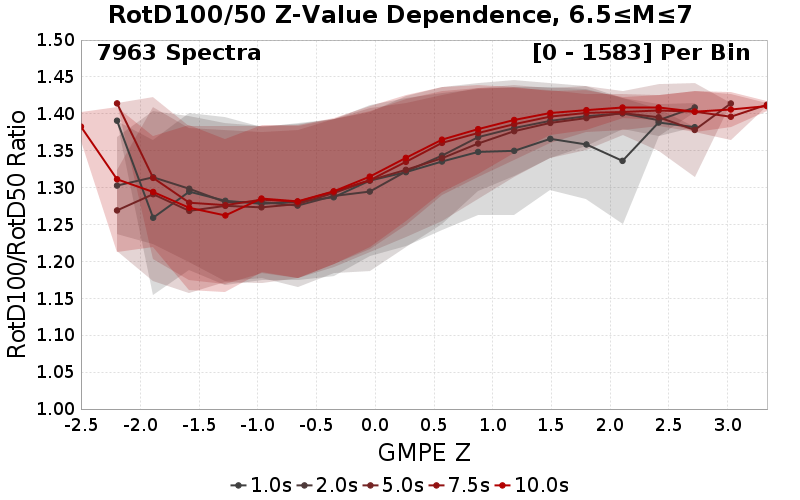 RotD100/50 Z-Value Dependence, 6.5≤M≤7
7963 Spectra
[0 - 1583] Per Bin
RotD100/RotD50 Ratio
1.50
1.45
1.40
1.35
1.30
1.25
1.20
1.15
1.10
1.05
1.00
-2.5 -2.0 -1.5 -1.0 -0.5 0.0 0.5 1.0 1.5 2.0 2.5 3.0
GMPE Z
1.0s 2.0s 5.0s 7.5s 10.0s